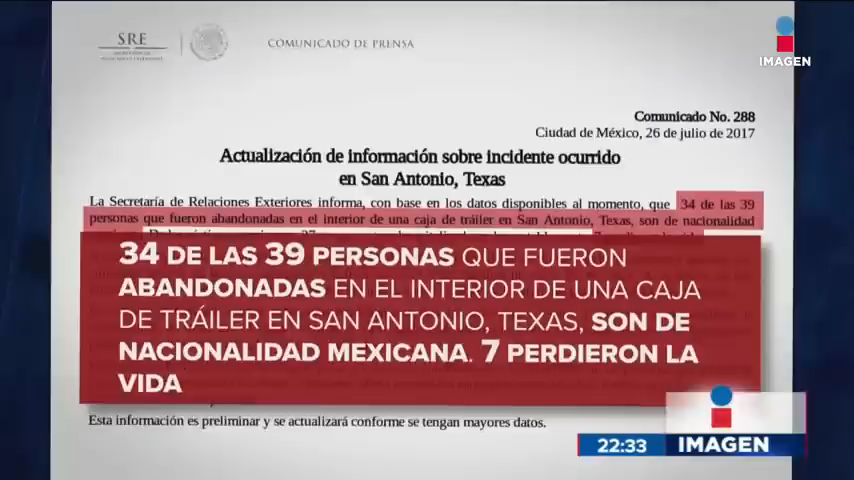 SRE
COMUNICADO DE PRENSA
IMAGEN
Comunicado No. 288
Ciudad de México, 26 de julio de 2017
Actualización de información sobre incidente ocurrido
en San Antonio, Texas
La Secretaría de Relaciones Exteriores informa, con base en los datos disponibles al momento, que 34 de las 39
personas que fueron abandonadas en el interior de una caja de tráiler en San Antonio, Texas, son de nacionalidad
34 DE LAS 39 PERSONAS QUE FUERON
ABANDONADAS EN EL INTERIOR DE UNA CAJA
DE TRÁILER EN SAN ANTONIO, TEXAS, SON DE
NACIONALIDAD MEXICANA. 7 PERDIERON LA
VIDA
Esta información es preliminar y se actualizará conforme se tengan mayores datos.
22:33 IMAGEN